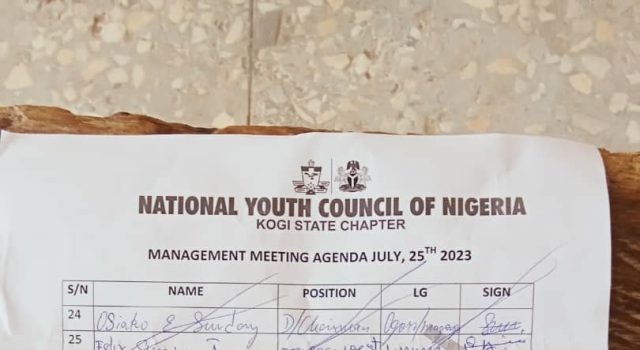 NATIONAL YOUTH COUNCIL OF NIGERIA
KOGI STATE CHAPTER
MANAGEMENT MEETING AGENDA JULY, 25TH 2023
S/N NAME POSITION LG SIGN
24 Osiako E Sunday D/Chairman
25 Felix